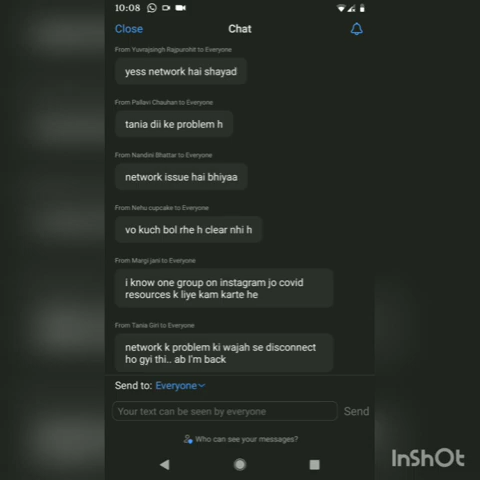 10:08
Close
Chat
From Yuvrajsingh Rajpurohit to Everyone
yess network hai shayad
From Pallavi Chauhan to Everyone
tania dii ke problem h
From Nandini Bhattar to Everyone
network issue hai bhiyaa
From Nehu cupcake to Everyone
vo kuch bol rhe h clear nhi h
From Margi jani to Everyone
i know one group on instagram jo covid
resources k liye kam karte he
From Tania Giri to Everyone
network k problem ki wajah se disconnect
ho gyi thi.. ab I'm back
Send to: Everyone
Your text can be seen by everyone
Send
Who can see your messages?
InShOt